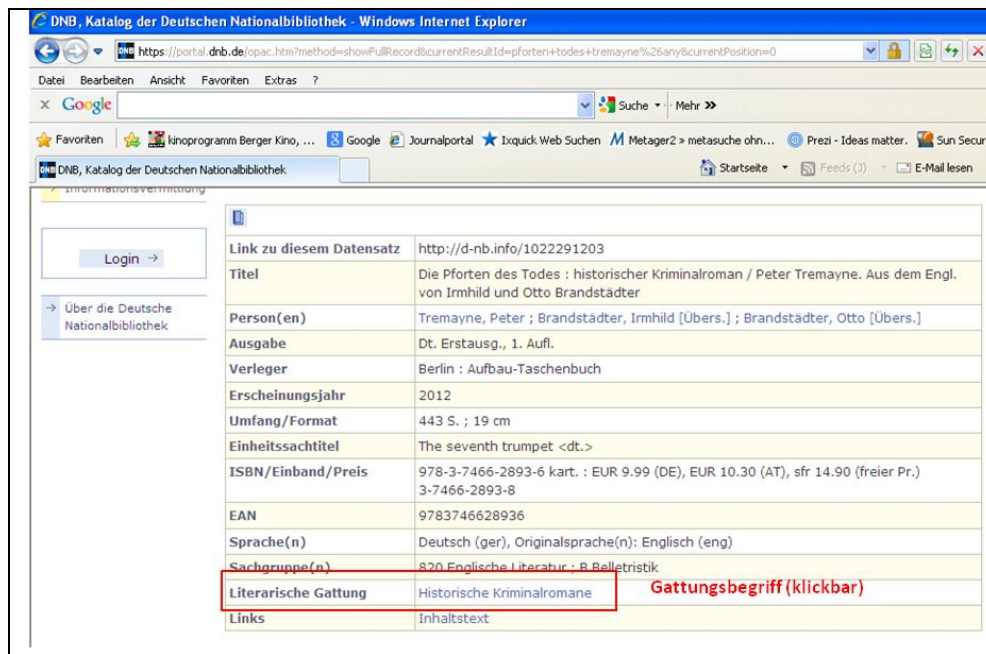 DNB, Katalog der Deutschen Nationalbibliothek - Windows Internet Explorer
DNB https://portal.dnb.de/opac.htm?method=showFullRecord&currentResultId=pforten+todes+tremayne%26any&currentPosition=0
Datei Bearbeiten Ansicht Favoriten Extras ?
x Google Suche Mehr »
Favoriten kinoprogramm Berger Kino, ... Google Journalportal Ixquick Web Suchen Metager2 » metasuche ohn... Prezi - Ideas matter. Sun Secur
DNB DNB, Katalog der Deutschen Nationalbibliothek Startseite Feeds (J) E-Mail lesen
Informationsvermittlung
Login →
→ Über die Deutsche
Nationalbibliothek
Link zu diesem Datensatz http://d-nb.info/1022291203
Titel Die Pforten des Todes : historischer Kriminalroman / Peter Tremayne. Aus dem Engl.
von Irmhild und Otto Brandstädter
Person(en) Tremayne, Peter ; Brandstädter, Irmhild [Übers.] ; Brandstädter, Otto [Übers.]
Ausgabe Dt. Erstausg., 1. Aufl.
Verleger Berlin : Aufbau-Taschenbuch
Erscheinungsjahr 2012
Umfang/Format 443 S. ; 19 cm
Einheitssachtitel The seventh trumpet <dt.>
ISBN/Einband/Preis 978-3-7466-2893-6 kart. : EUR 9.99 (DE), EUR 10.30 (AT), sfr 14.90 (freier Pr.)
3-7466-2893-8
EAN 9783746628936
Sprache(n) Deutsch (ger), Originalsprache(n): Englisch (eng)
Sachgruppe(n) 820 Englische Literatur ; B Belletristik
Literarische Gattung Historische Kriminalromane Gattungsbegriff (klickbar)
Links Inhaltstext